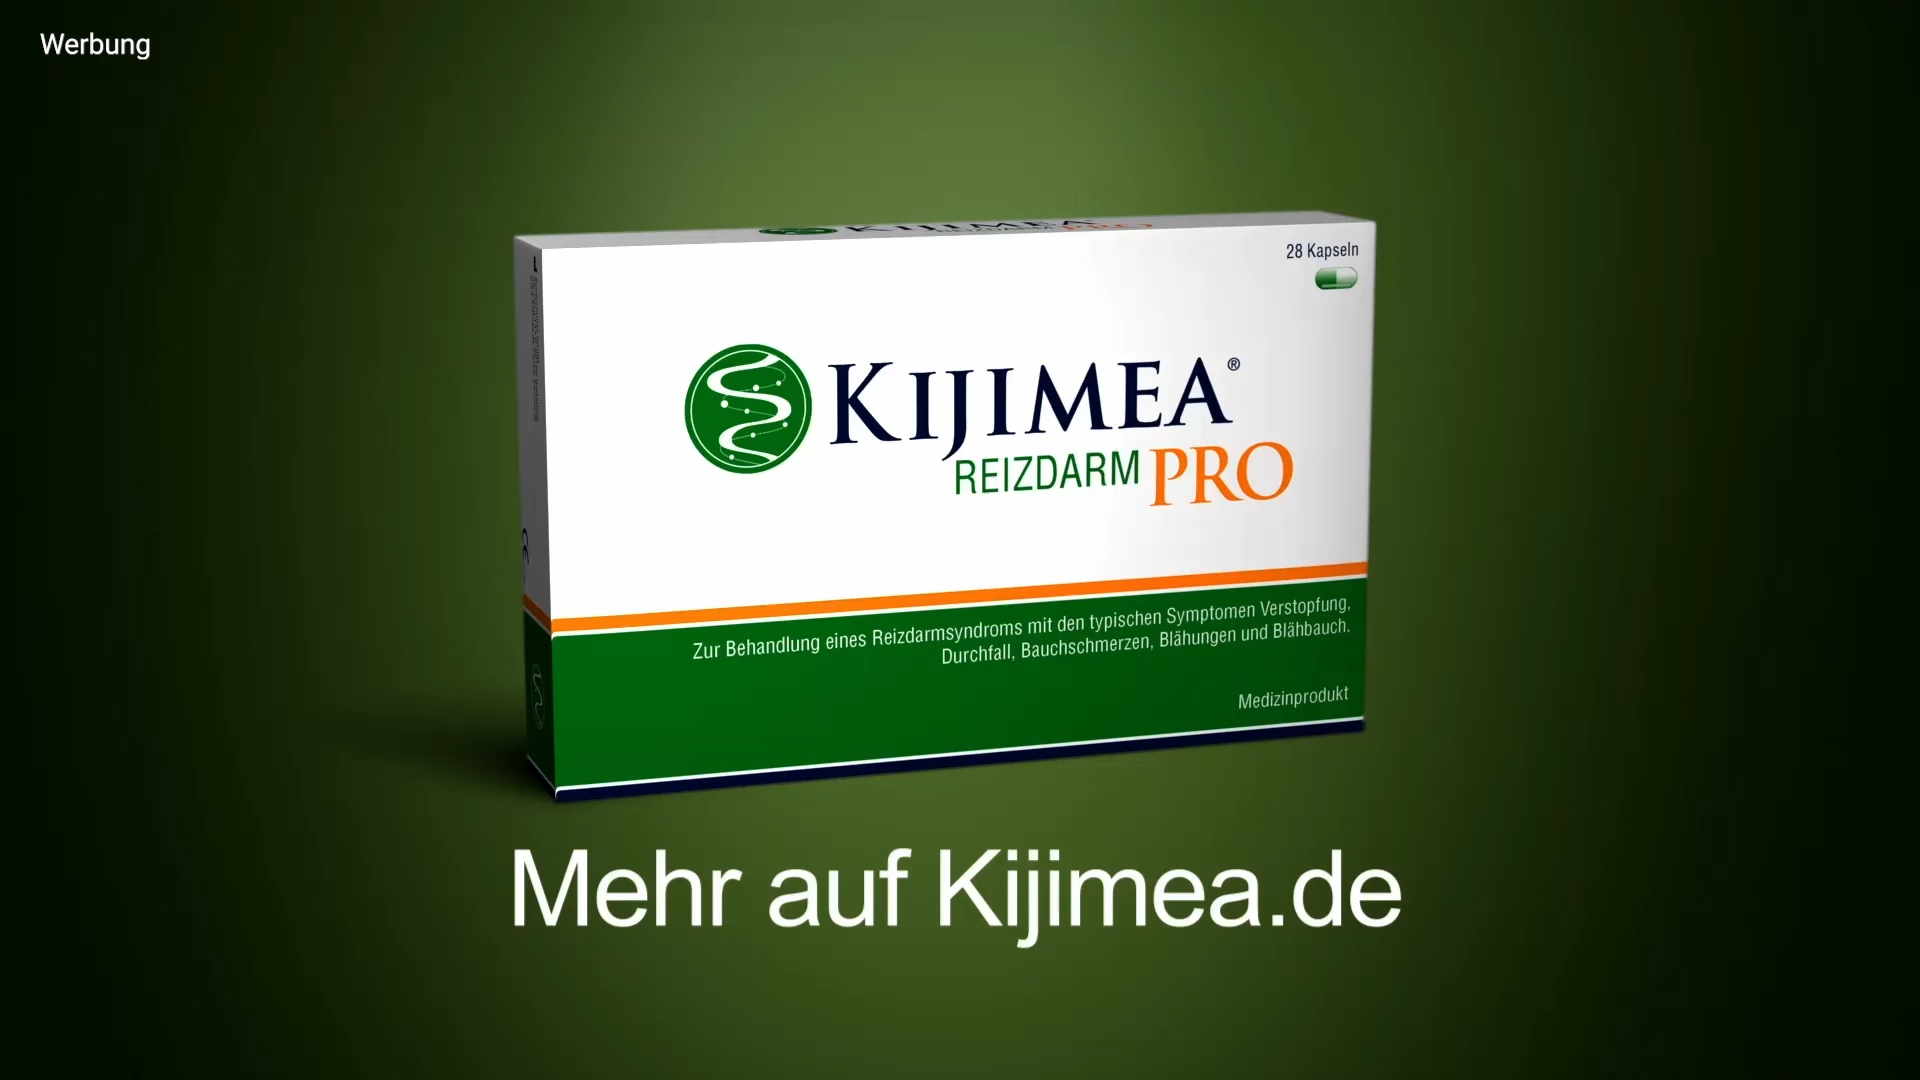 Werbung
28 Kapseln
KIJIMEA®
REIZDARM PRO
Zur Behandlung eines Reizdarmsyndroms mit den typischen Symptomen Verstopfung,
Durchfall, Bauchschmerzen, Blähungen und Blähbauch.
Medizinprodukt
Mehr auf Kijimea.de